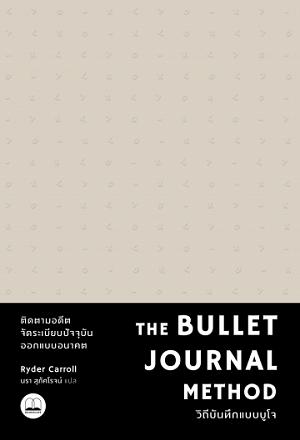 ติดตามอดีต
จัดระเบียบปัจจุบัน
ออกแบบอนาคต
Ryder Carroll
นรา สุภัคโรจน์ แปล
THE BULLET
JOURNAL
METHOD
วิถีบันทึกแบบบูโจ